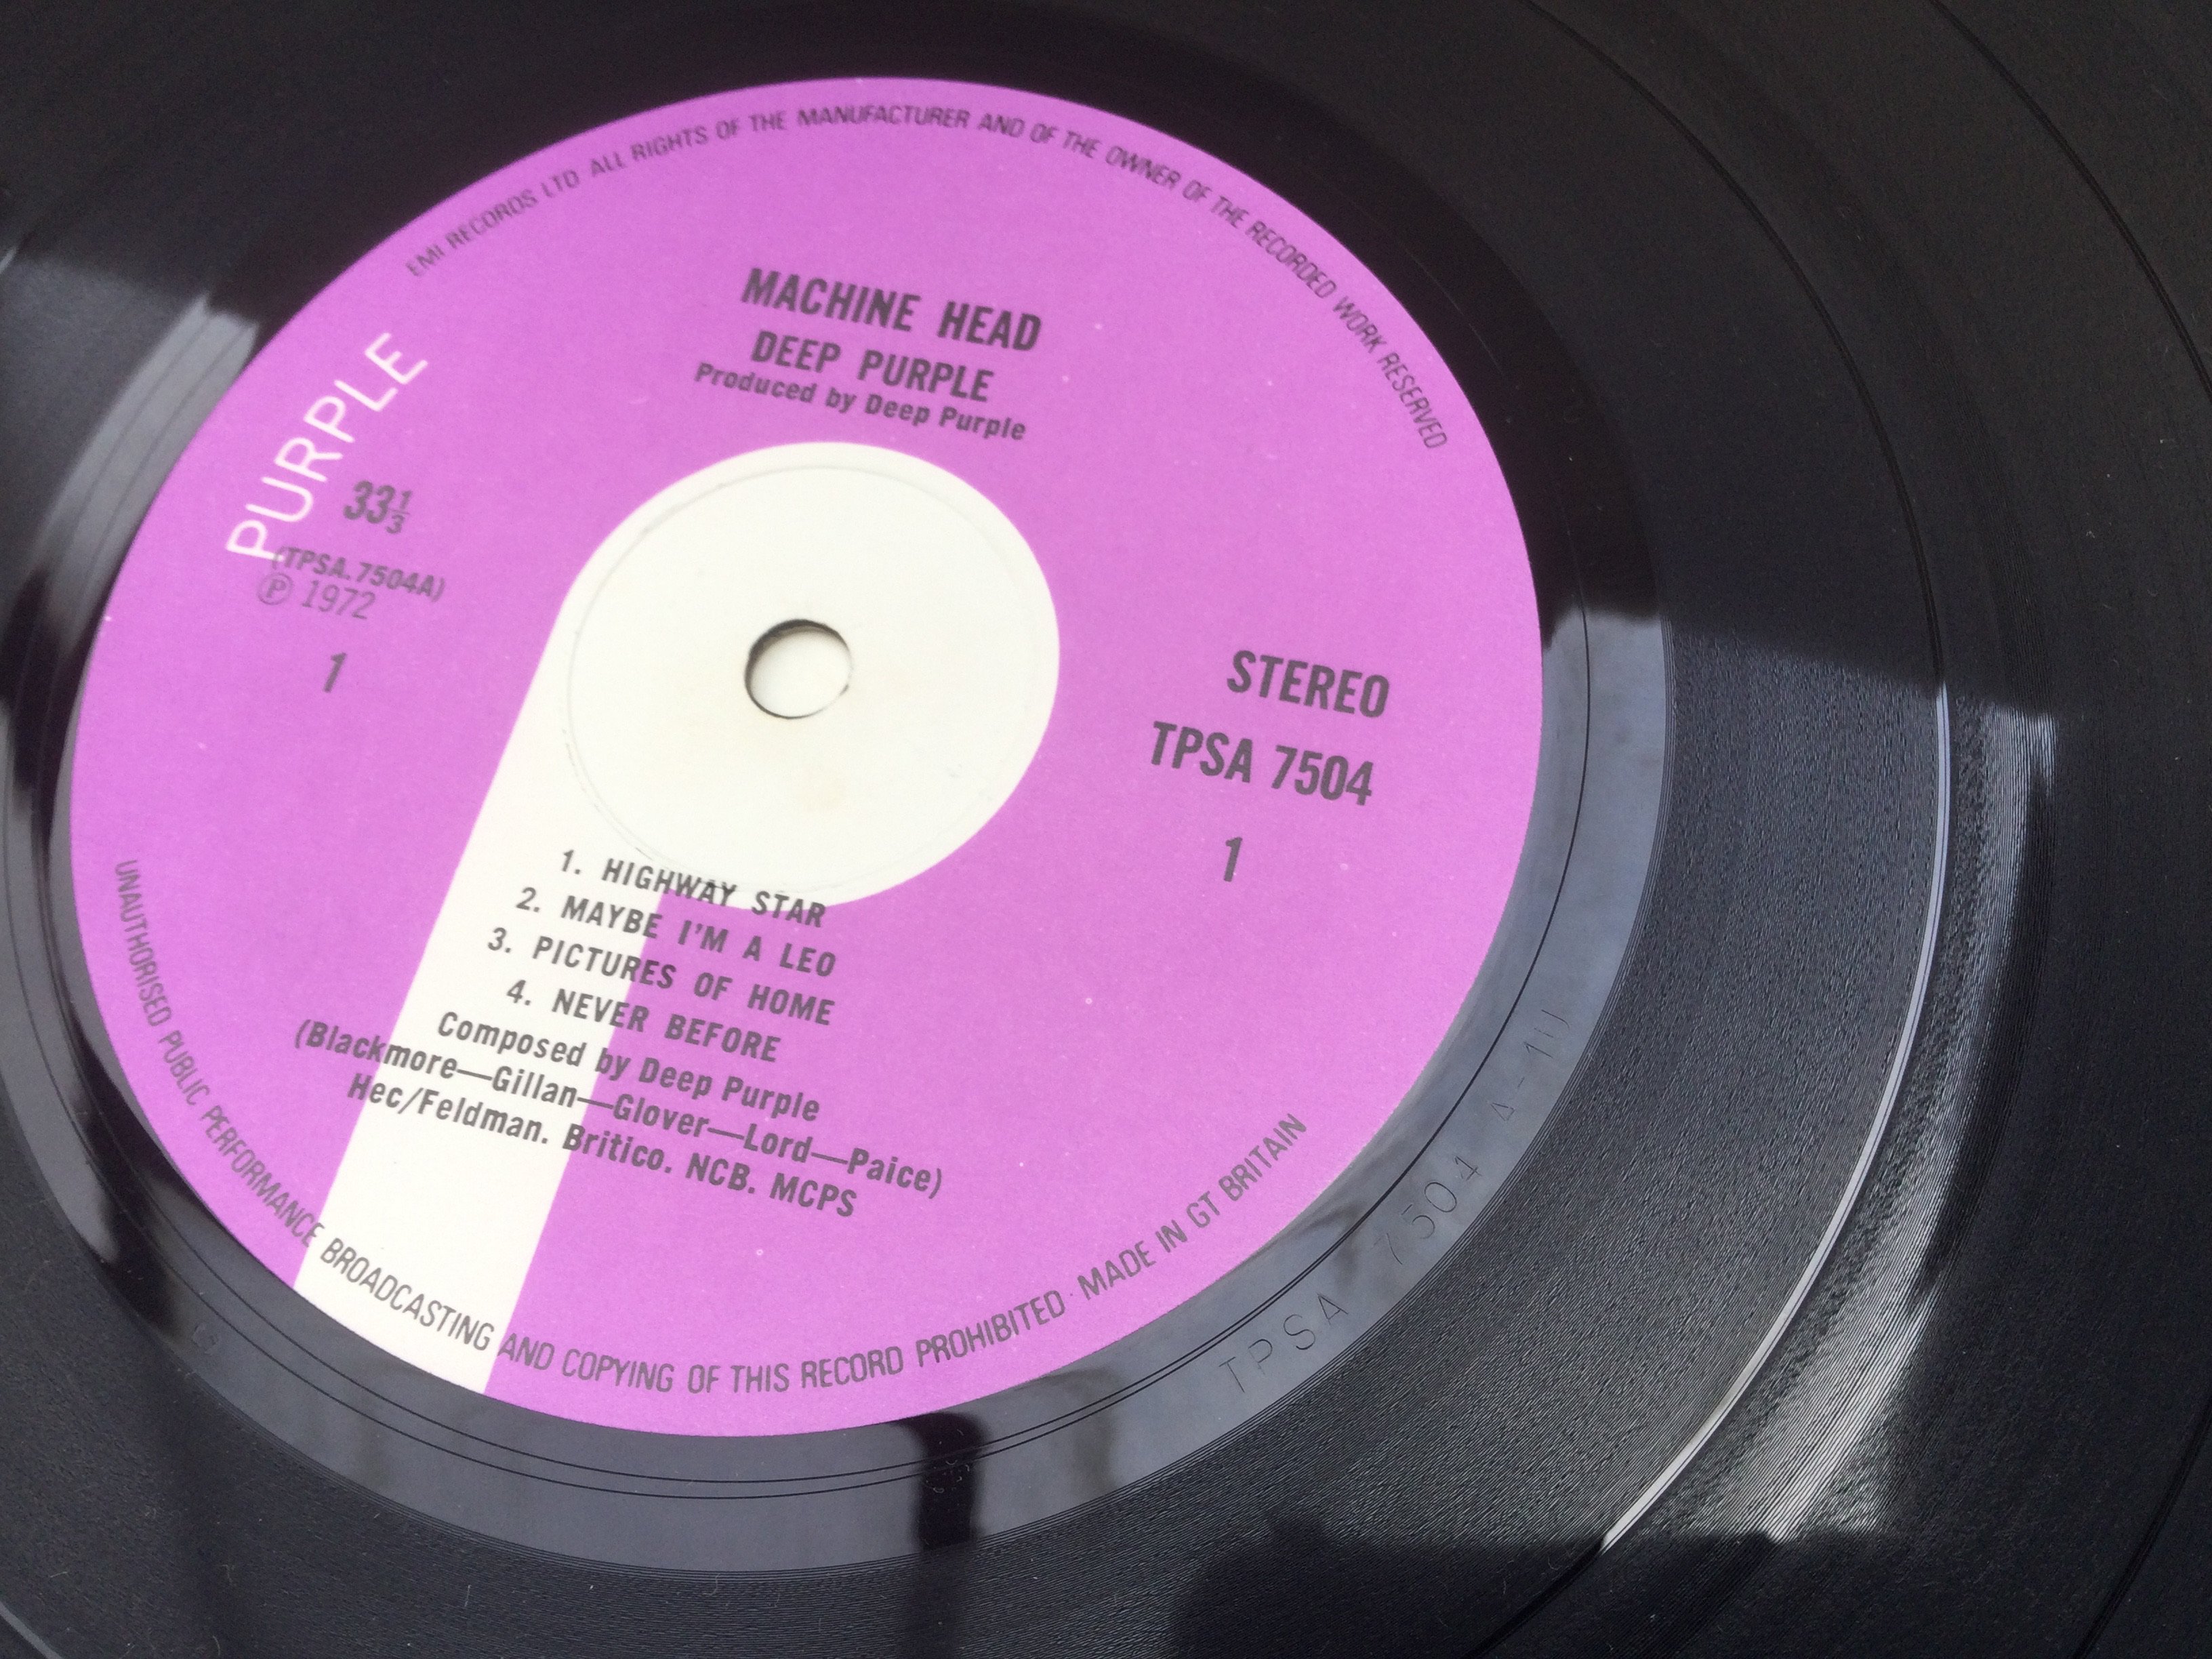 EMI RECORDS LTD ALL RIGHTS OF THE MANUFACTURER AND OF THE OWNER OF THE RECORDED WORK RESERVED
MACHINE HEAD
DEEP PURPLE
Produced by Deep Purple
PURPLE
33⅓
(TPSA.7504A)
Ⓟ 1972
1
STEREO
TPSA 7504
1
1. HIGHWAY STAR
2. MAYBE I'M A LEO
3. PICTURES OF HOME
4. NEVER BEFORE
Composed by Deep Purple
(Blackmore—Gillan—Glover—Lord—Paice)
Hec/Feldman. Britico. NCB. MCPS
UNAUTHORISED PUBLIC PERFORMANCE BROADCASTING AND COPYING OF THIS RECORD PROHIBITED · MADE IN GT BRITAIN
TPSA 7504 A-1U